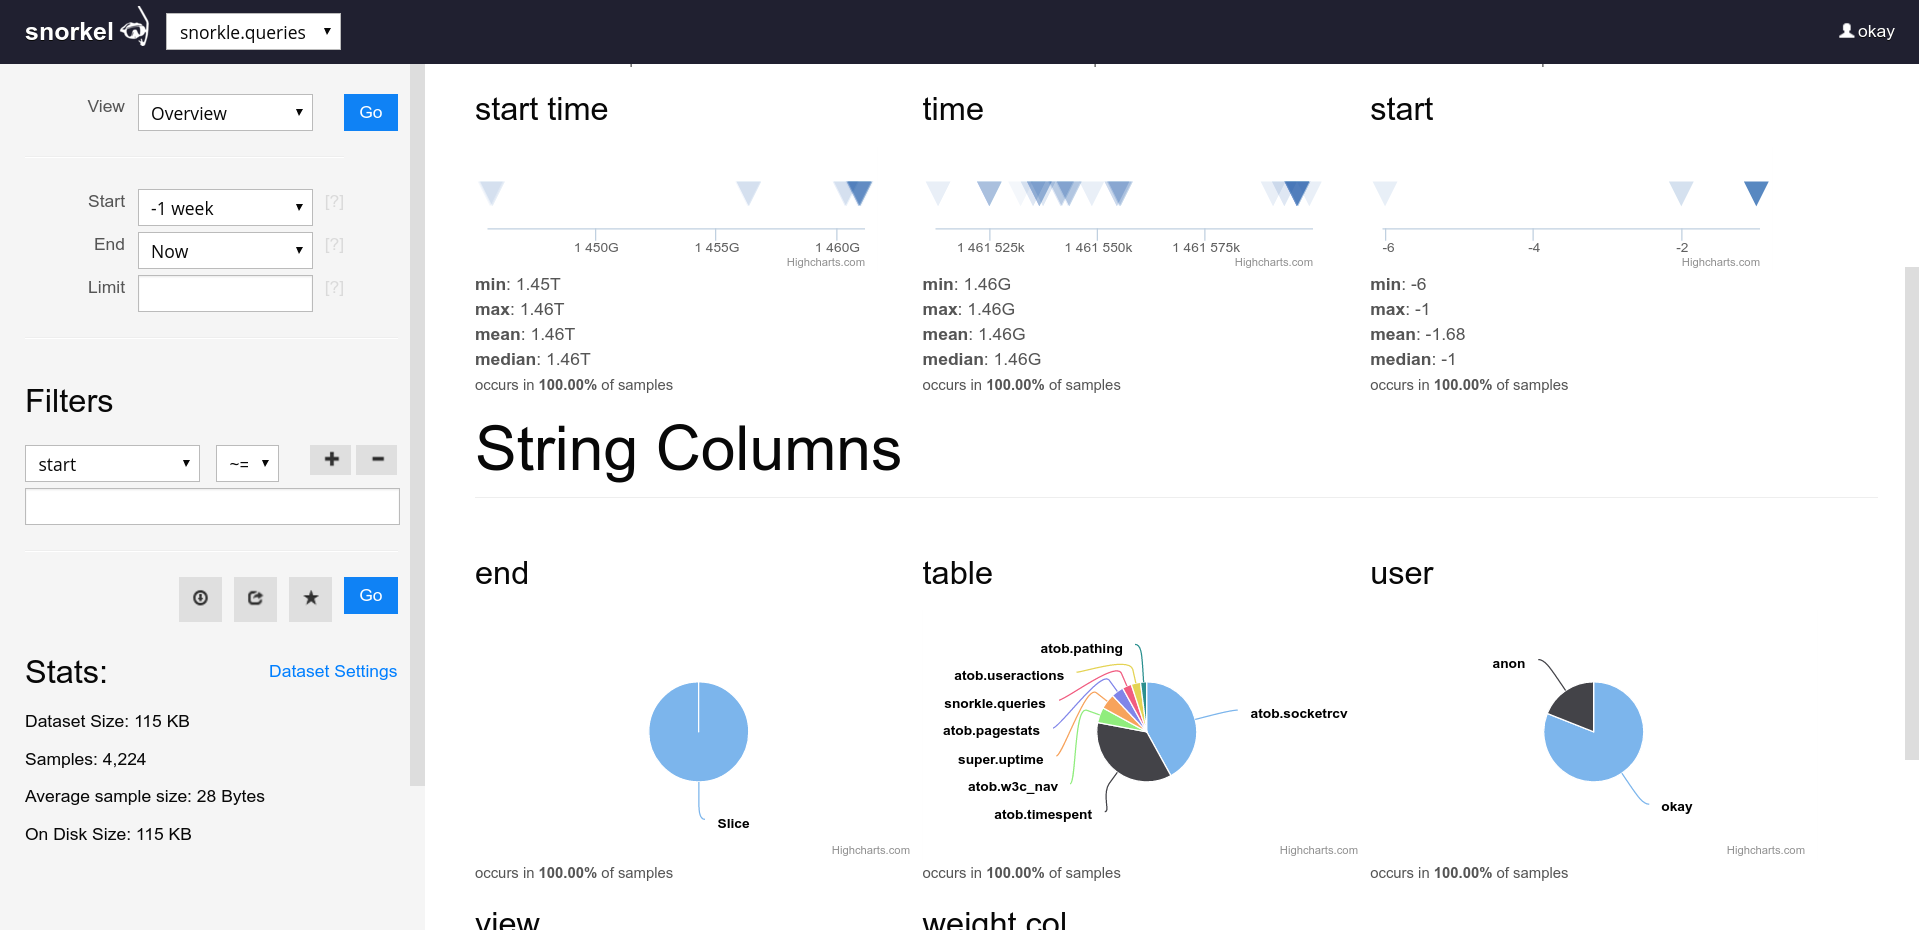 snorkel
snorkle.queries
okay
View
Overview
Go
Start
-1 week
[?]
End
Now
[?]
Limit
[?]
Filters
start
~=
Go
Stats:
Dataset Settings
Dataset Size: 115 KB
Samples: 4,224
Average sample size: 28 Bytes
On Disk Size: 115 KB
start time
1 450G
1 455G
1 460G
Highcharts.com
min: 1.45T
max: 1.46T
mean: 1.46T
median: 1.46T
occurs in 100.00% of samples
time
1 461 525k
1 461 550k
1 461 575k
Highcharts.com
min: 1.46G
max: 1.46G
mean: 1.46G
median: 1.46G
occurs in 100.00% of samples
start
-6
-4
-2
Highcharts.com
min: -6
max: -1
mean: -1.68
median: -1
occurs in 100.00% of samples
String Columns
end
Slice
Highcharts.com
occurs in 100.00% of samples
table
atob.pathing
atob.useractions
snorkle.queries
atob.pagestats
super.uptime
atob.w3c_nav
atob.timespent
atob.socketrcv
Highcharts.com
occurs in 100.00% of samples
user
anon
okay
Highcharts.com
occurs in 100.00% of samples
view
weight col